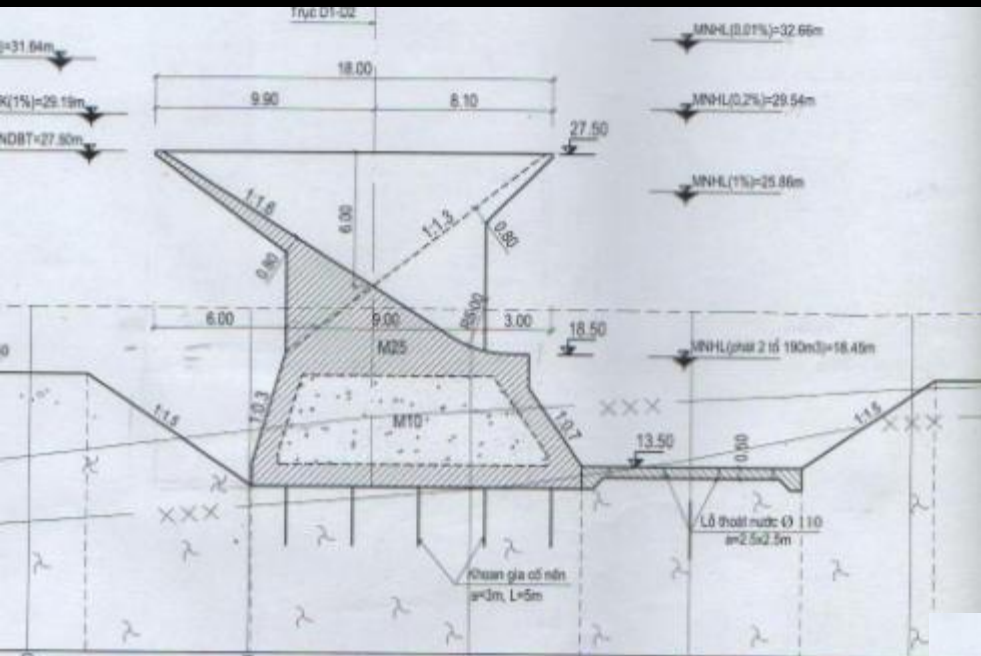 Trục D1-D2
)=31.64m
K(1%)=29.19m
NDBT=27.50m
MNHL(0,01%)=32.66m
MNHL(0,2%)=29.54m
MNHL(1%)=25.86m
18.00
9.90
8.10
27.50
1:1.6
6.00
1:1.3
0.80
0.80
6.00
9.00
3.00
18.50
M25
MNHL(phát 2 tổ 190m3)=18.45m
1:1.5
1:0.3
M10
1:0.7
13.50
0.60
1:1.5
Lỗ thoát nước Ø 110
a=2.5x2.5m
Khoan gia cố nền
a=3m, L=5m